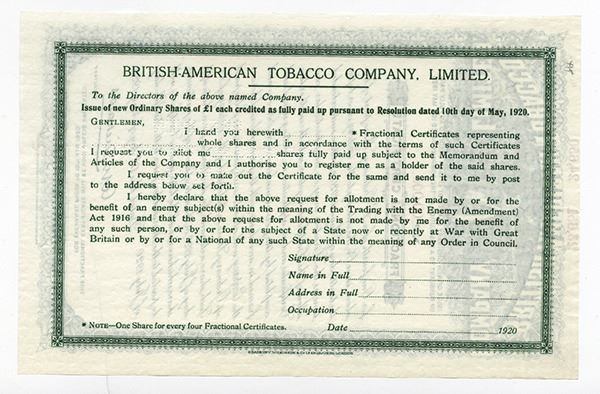 BRITISH-AMERICAN TOBACCO COMPANY, LIMITED.
To the Directors of the above named Company.
Issue of new Ordinary Shares of £1 each credited as fully paid up pursuant to Resolution dated 10th day of May, 1920.
GENTLEMEN,
I hand you herewith * Fractional Certificates representing
whole shares and in accordance with the terms of such Certificates
I request you to allot me shares fully paid up subject to the Memorandum and
Articles of the Company and I authorise you to register me as a holder of the said shares.
I request you to make out the Certificate for the same and send it to me by post
to the address below set forth.
I hereby declare that the above request for allotment is not made by or for the
benefit of an enemy subject(s) within the meaning of the Trading with the Enemy (Amendment)
Act 1916 and that the above request for allotment is not made by me for the benefit of
any such person, or by or for the subject of a State now or recently at War with Great
Britain or by or for a National of any such State within the meaning of any Order in Council.
Signature
Name in Full
Address in Full
Occupation
* NOTE—One Share for every four Fractional Certificates.
Date 1920